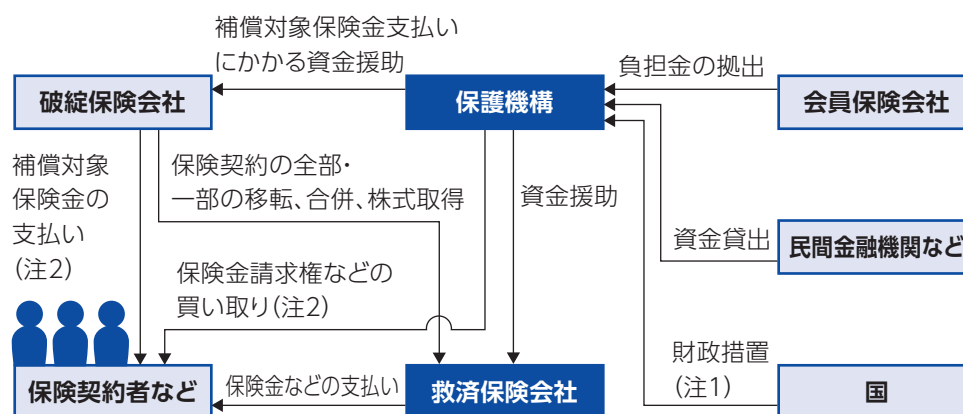 補償対象保険金支払い
にかかる資金援助
負担金の拠出
破綻保険会社
保護機構
会員保険会社
補償対象
保険金の
支払い
(注2)
保険契約の全部・
一部の移転、合併、株式取得
資金援助
資金貸出
民間金融機関など
保険金請求権などの
買い取り(注2)
財政措置
(注1)
保険契約者など
保険金などの支払い
救済保険会社
国